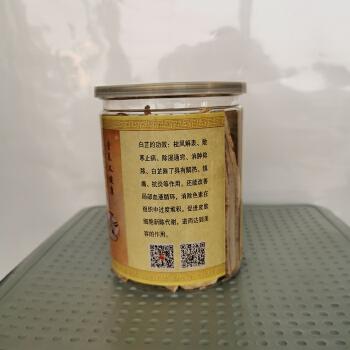 白芷的功效：祛风解表、散
寒止痛、除湿通窍、消肿排
脓、白芷除了具有解热、镇
痛、抗炎等作用，还能改善
局部血液循环，消除色素在
组织中过度堆积，促进皮肤
细胞新陈代谢，进而达到美
容的作用。